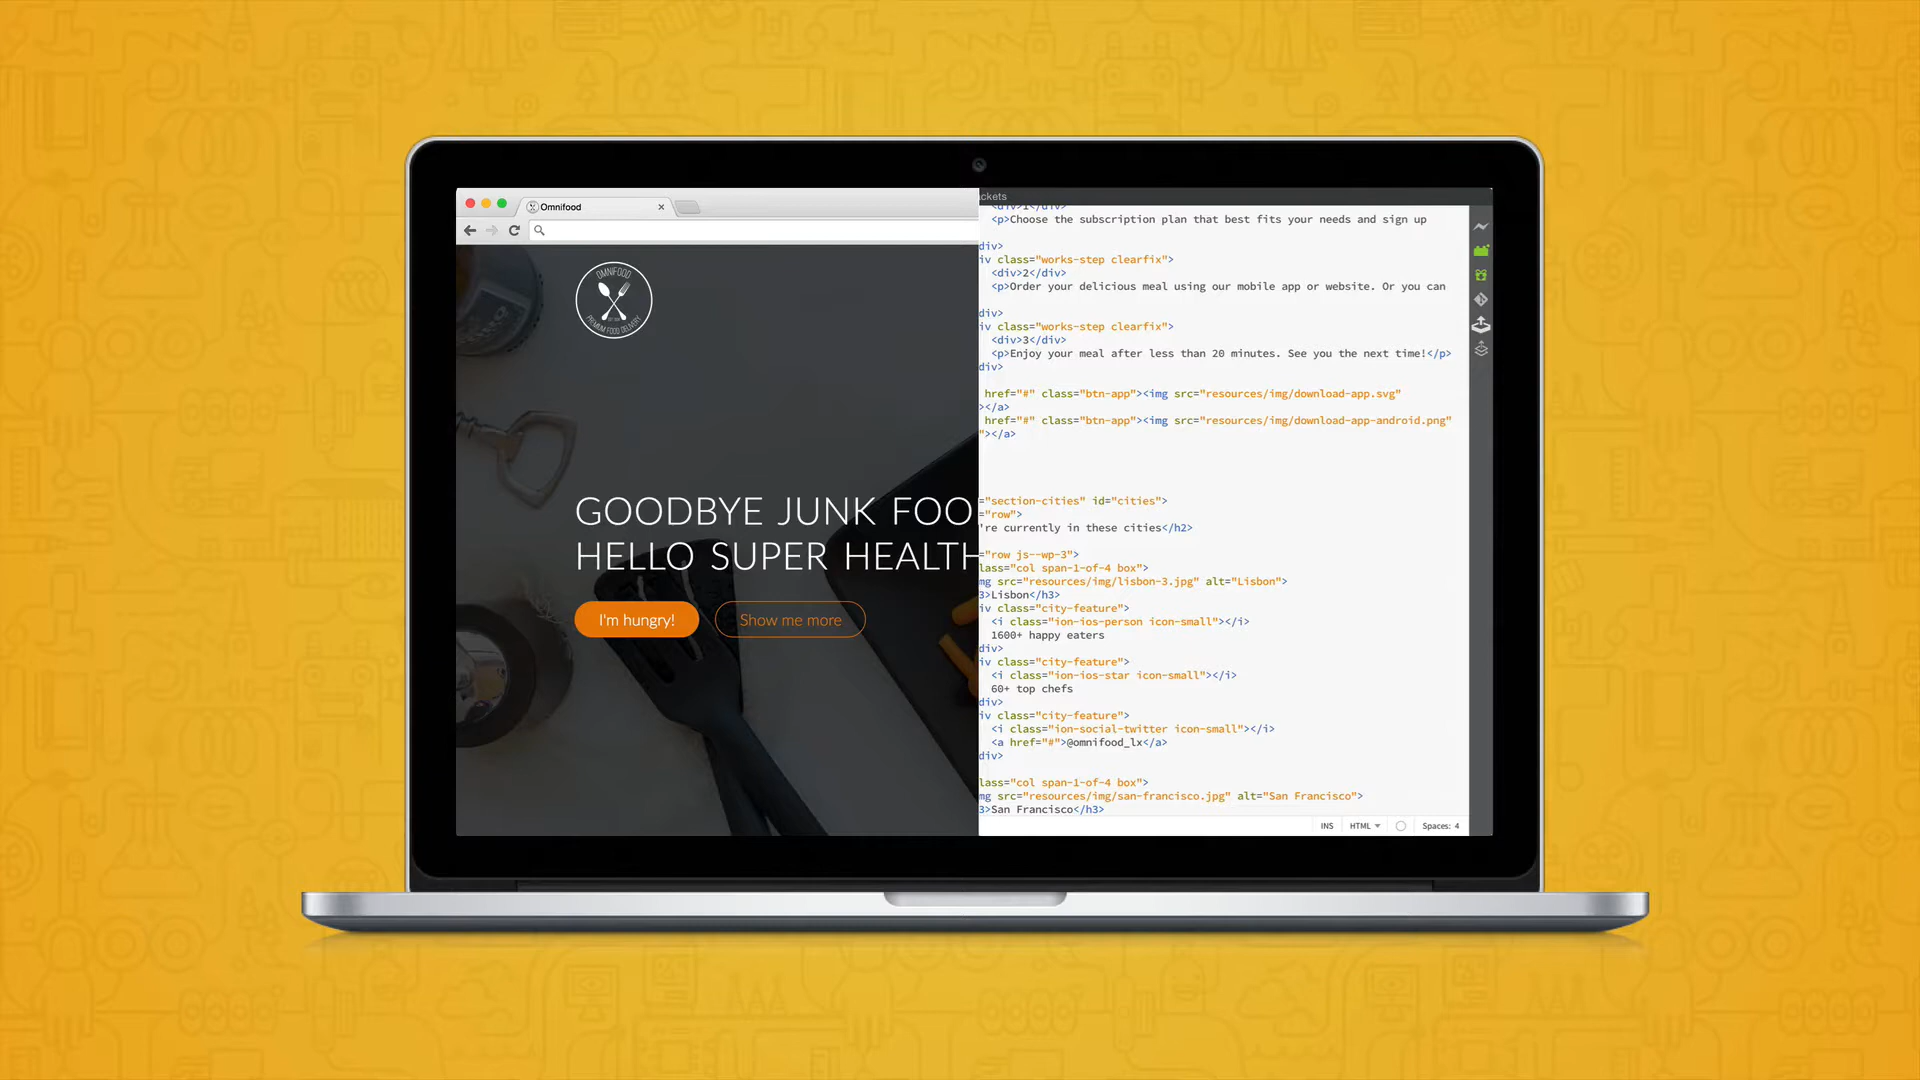 Omnifood
OMNIFOOD
PREMIUM FOOD DELIVERY
GOODBYE JUNK FOO
HELLO SUPER HEALTH
I'm hungry!
Show me more
ckets
<div>1</div>
<p>Choose the subscription plan that best fits your needs and sign up
div>
iv class="works-step clearfix">
<div>2</div>
<p>Order your delicious meal using our mobile app or website. Or you can
div>
iv class="works-step clearfix">
<div>3</div>
<p>Enjoy your meal after less than 20 minutes. See you the next time!</p>
div>
href="#" class="btn-app"><img src="resources/img/download-app.svg"
></a>
href="#" class="btn-app"><img src="resources/img/download-app-android.png"
"></a>
="section-cities" id="cities">
="row">
're currently in these cities</h2>
="row js--wp-3">
lass="col span-1-of-4 box">
mg src="resources/img/lisbon-3.jpg" alt="Lisbon">
3>Lisbon</h3>
iv class="city-feature">
<i class="ion-ios-person icon-small"></i>
1600+ happy eaters
div>
iv class="city-feature">
<i class="ion-ios-star icon-small"></i>
60+ top chefs
div>
iv class="city-feature">
<i class="ion-social-twitter icon-small"></i>
<a href="#">@omnifood_lx</a>
div>
lass="col span-1-of-4 box">
mg src="resources/img/san-francisco.jpg" alt="San Francisco">
3>San Francisco</h3>
INS HTML Spaces: 4